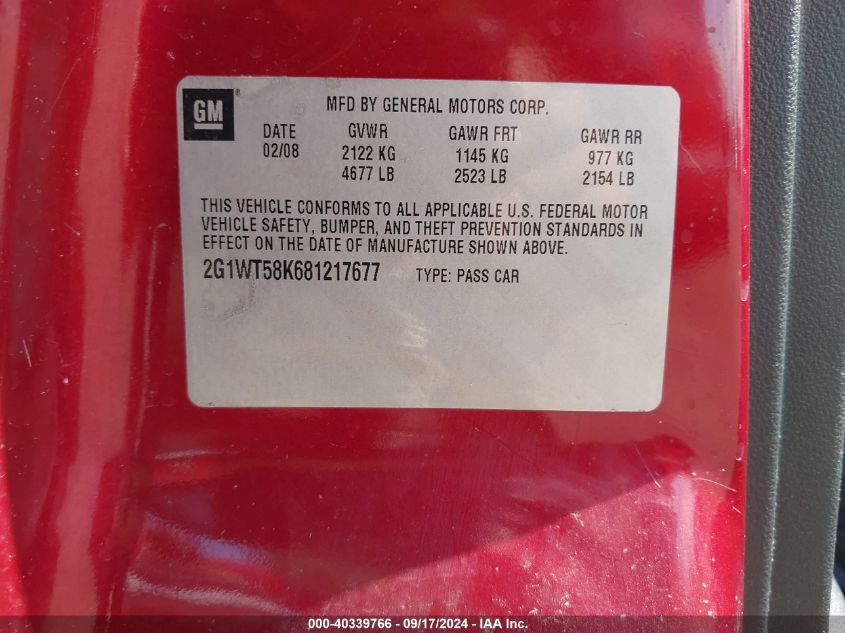 GM ®
MFD BY GENERAL MOTORS CORP.
DATE GVWR GAWR FRT GAWR RR
02/08 2122 KG 1145 KG 977 KG
4677 LB 2523 LB 2154 LB
THIS VEHICLE CONFORMS TO ALL APPLICABLE U.S. FEDERAL MOTOR
VEHICLE SAFETY, BUMPER, AND THEFT PREVENTION STANDARDS IN
EFFECT ON THE DATE OF MANUFACTURE SHOWN ABOVE.
2G1WT58K681217677 TYPE: PASS CAR
000-40339766 - 09/17/2024 - IAA Inc.